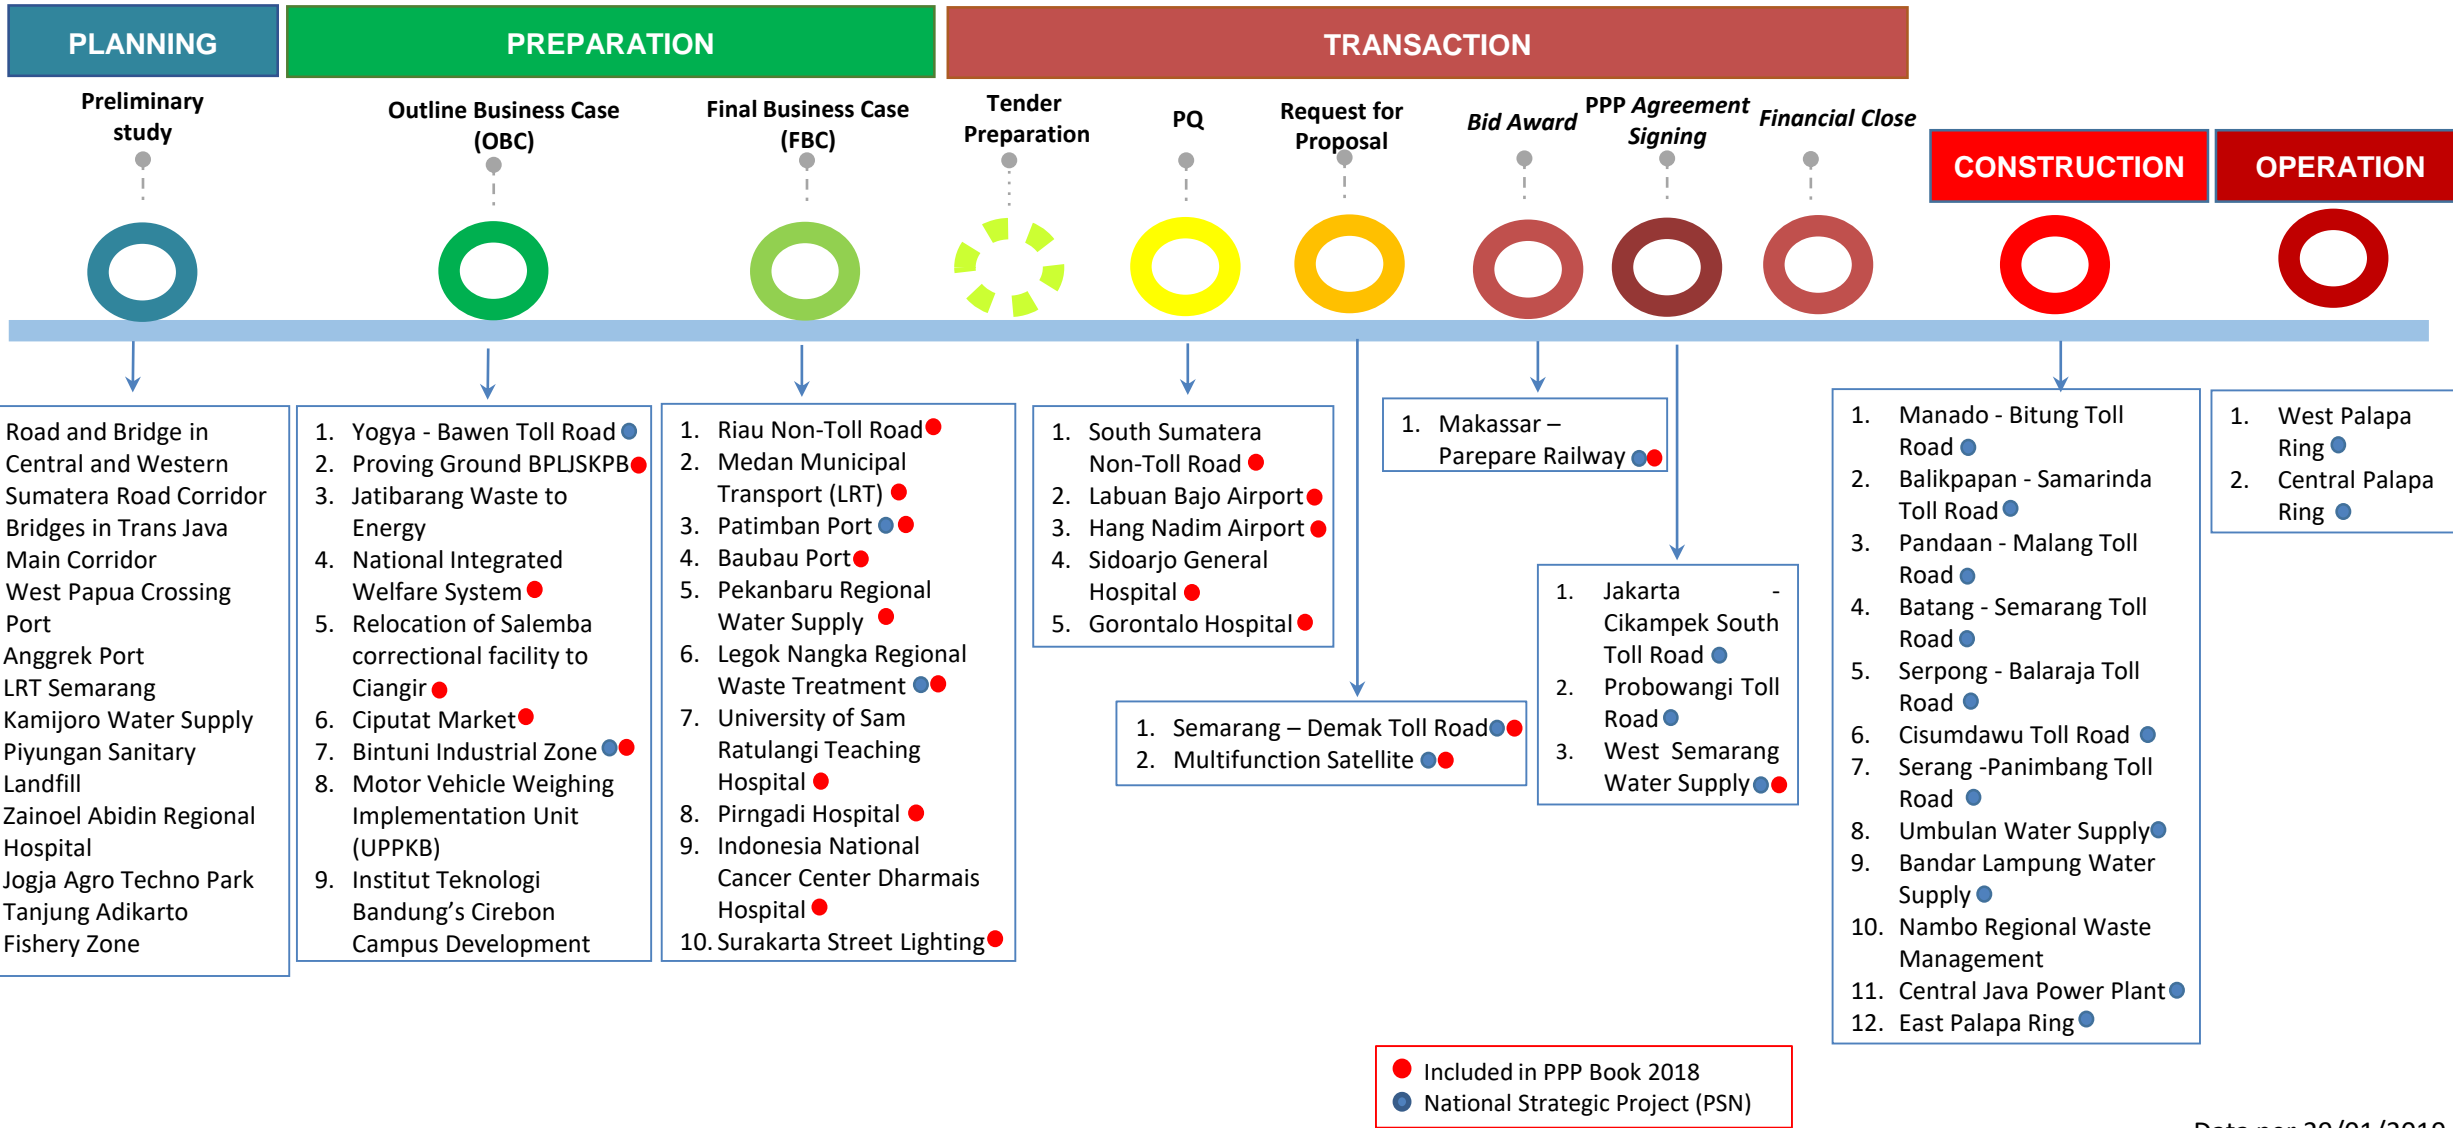 PLANNING
PREPARATION
TRANSACTION
CONSTRUCTION
OPERATION
Preliminary
study
Outline Business Case
(OBC)
Final Business Case
(FBC)
Tender
Preparation
PQ
Request for
Proposal
Bid Award
PPP Agreement
Signing
Financial Close
Road and Bridge in
Central and Western
Sumatera Road Corridor
Bridges in Trans Java
Main Corridor
West Papua Crossing
Port
Anggrek Port
LRT Semarang
Kamijoro Water Supply
Piyungan Sanitary
Landfill
Zainoel Abidin Regional
Hospital
Jogja Agro Techno Park
Tanjung Adikarto
Fishery Zone
1. Yogya - Bawen Toll Road
2. Proving Ground BPLJSKPB
3. Jatibarang Waste to
Energy
4. National Integrated
Welfare System
5. Relocation of Salemba
correctional facility to
Ciangir
6. Ciputat Market
7. Bintuni Industrial Zone
8. Motor Vehicle Weighing
Implementation Unit
(UPPKB)
9. Institut Teknologi
Bandung’s Cirebon
Campus Development
1. Riau Non-Toll Road
2. Medan Municipal
Transport (LRT)
3. Patimban Port
4. Baubau Port
5. Pekanbaru Regional
Water Supply
6. Legok Nangka Regional
Waste Treatment
7. University of Sam
Ratulangi Teaching
Hospital
8. Pirngadi Hospital
9. Indonesia National
Cancer Center Dharmais
Hospital
10. Surakarta Street Lighting
1. South Sumatera
Non-Toll Road
2. Labuan Bajo Airport
3. Hang Nadim Airport
4. Sidoarjo General
Hospital
5. Gorontalo Hospital
1. Semarang – Demak Toll Road
2. Multifunction Satellite
1. Makassar –
Parepare Railway
1. Jakarta -
Cikampek South
Toll Road
2. Probowangi Toll
Road
3. West Semarang
Water Supply
1. Manado - Bitung Toll
Road
2. Balikpapan - Samarinda
Toll Road
3. Pandaan - Malang Toll
Road
4. Batang - Semarang Toll
Road
5. Serpong - Balaraja Toll
Road
6. Cisumdawu Toll Road
7. Serang -Panimbang Toll
Road
8. Umbulan Water Supply
9. Bandar Lampung Water
Supply
10. Nambo Regional Waste
Management
11. Central Java Power Plant
12. East Palapa Ring
1. West Palapa
Ring
2. Central Palapa
Ring
Included in PPP Book 2018
National Strategic Project (PSN)
Data per 29/01/2019